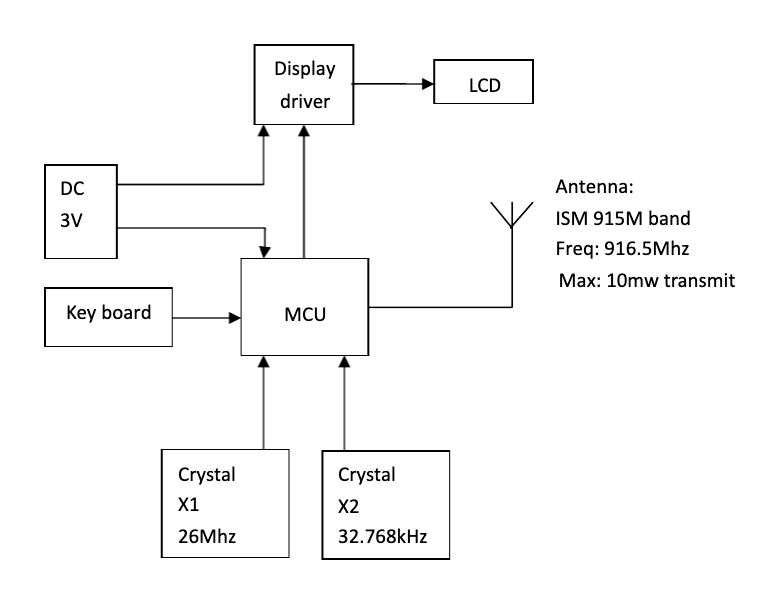 Display
driver
LCD
DC
3V
Antenna:
ISM 915M band
Freq: 916.5Mhz
Max: 10mw transmit
Key board
MCU
Crystal
X1
26Mhz
Crystal
X2
32.768kHz